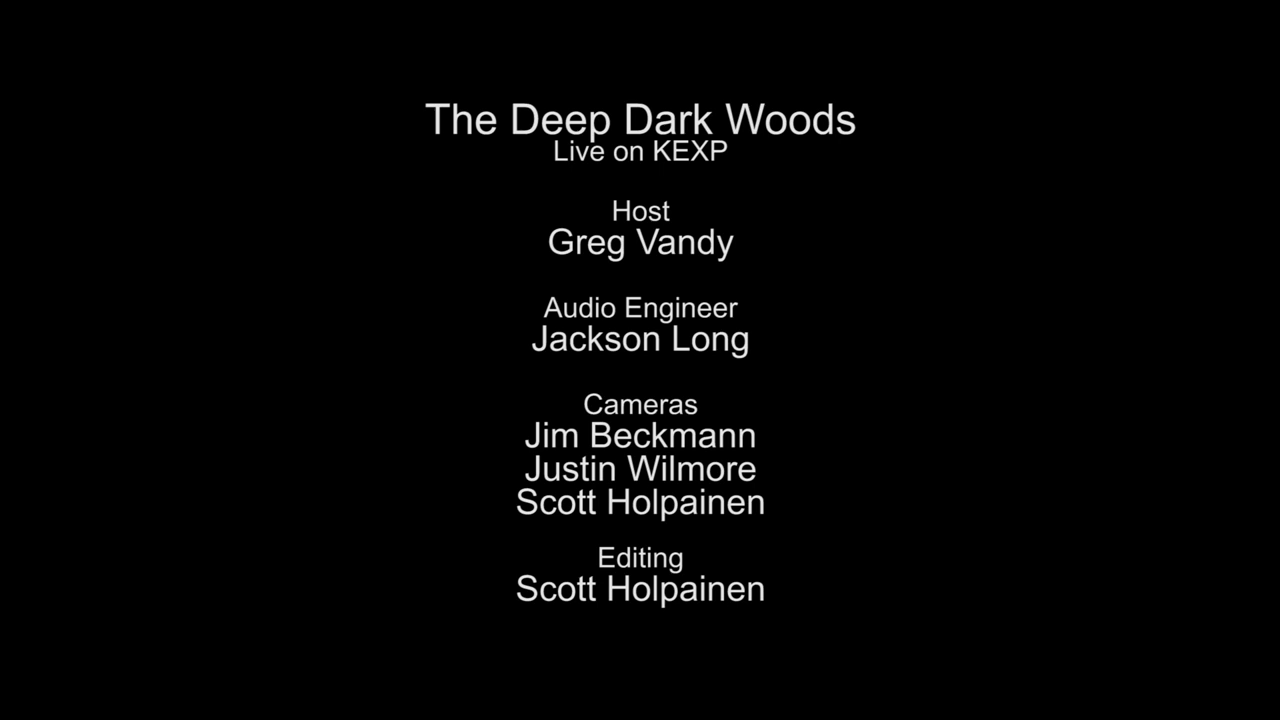 The Deep Dark Woods
Live on KEXP
Host
Greg Vandy
Audio Engineer
Jackson Long
Cameras
Jim Beckmann
Justin Wilmore
Scott Holpainen
Editing
Scott Holpainen